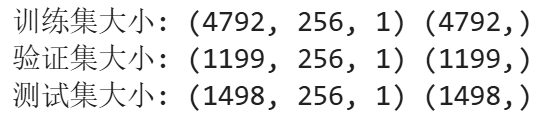 训练集大小: (4792, 256, 1) (4792,)
验证集大小: (1199, 256, 1) (1199,)
测试集大小: (1498, 256, 1) (1498,)